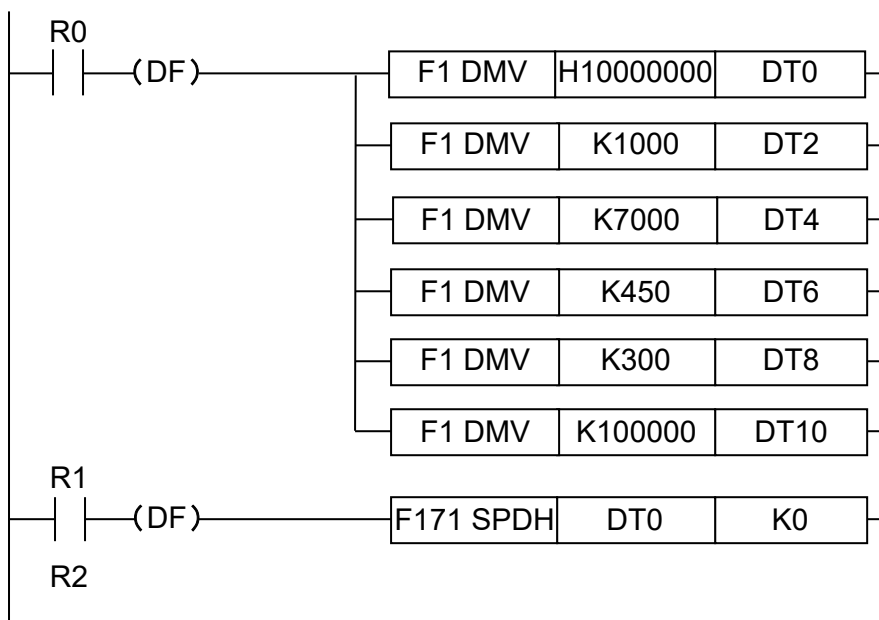 R0
(DF)
F1 DMV H10000000 DT0
F1 DMV K1000 DT2
F1 DMV K7000 DT4
F1 DMV K450 DT6
F1 DMV K300 DT8
F1 DMV K100000 DT10
R1
(DF)
F171 SPDH DT0 K0
R2